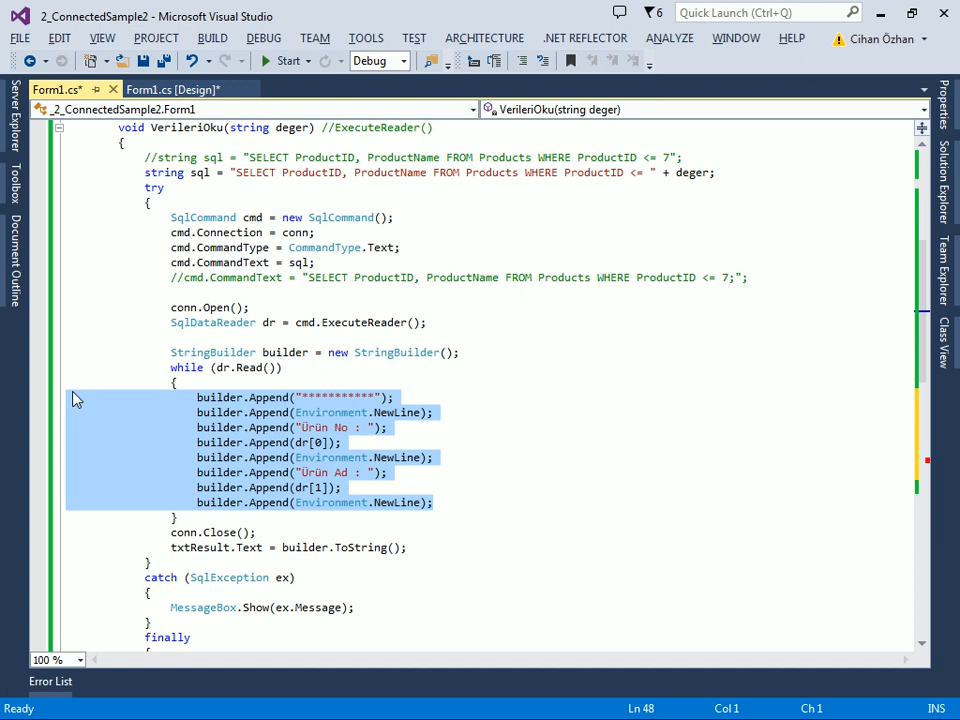 2_ConnectedSample2 - Microsoft Visual Studio
6
Quick Launch (Ctrl+Q)
FILE EDIT VIEW PROJECT BUILD DEBUG TEAM TOOLS TEST ARCHITECTURE .NET REFLECTOR ANALYZE WINDOW HELP Cihan Özhan
Start Debug
Form1.cs* Form1.cs [Design]*
_2_ConnectedSample2.Form1 VerileriOku(string deger)
void VerileriOku(string deger) //ExecuteReader()
{
//string sql = "SELECT ProductID, ProductName FROM Products WHERE ProductID <= 7";
string sql = "SELECT ProductID, ProductName FROM Products WHERE ProductID <= " + deger;
try
{
SqlCommand cmd = new SqlCommand();
cmd.Connection = conn;
cmd.CommandType = CommandType.Text;
cmd.CommandText = sql;
//cmd.CommandText = "SELECT ProductID, ProductName FROM Products WHERE ProductID <= 7;";
conn.Open();
SqlDataReader dr = cmd.ExecuteReader();
StringBuilder builder = new StringBuilder();
while (dr.Read())
{
builder.Append("***********");
builder.Append(Environment.NewLine);
builder.Append("Ürün No : ");
builder.Append(dr[0]);
builder.Append(Environment.NewLine);
builder.Append("Ürün Ad : ");
builder.Append(dr[1]);
builder.Append(Environment.NewLine);
}
conn.Close();
txtResult.Text = builder.ToString();
}
catch (SqlException ex)
{
MessageBox.Show(ex.Message);
}
finally
{
Server Explorer
Toolbox
Document Outline
Properties
Solution Explorer
Team Explorer
Class View
100 %
Error List
Ready Ln 48 Col 1 Ch 1 INS